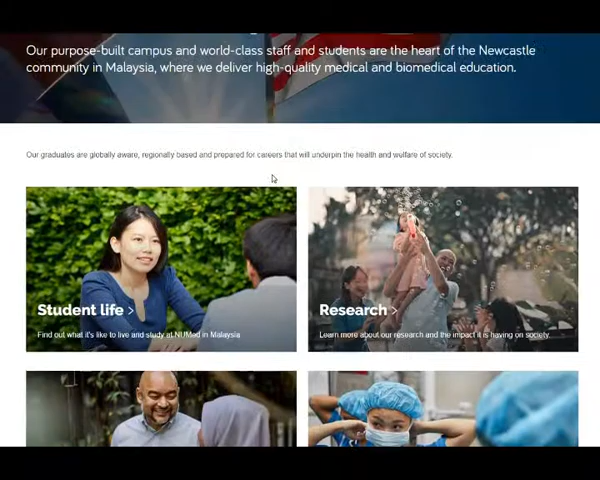 Our purpose-built campus and world-class staff and students are the heart of the Newcastle
community in Malaysia, where we deliver high-quality medical and biomedical education.
Our graduates are globally aware, regionally based and prepared for careers that will underpin the health and welfare of society.
Student life >
Find out what it's like to live and study at NUMed in Malaysia
Research >
Learn more about our research and the impact it is having on society.